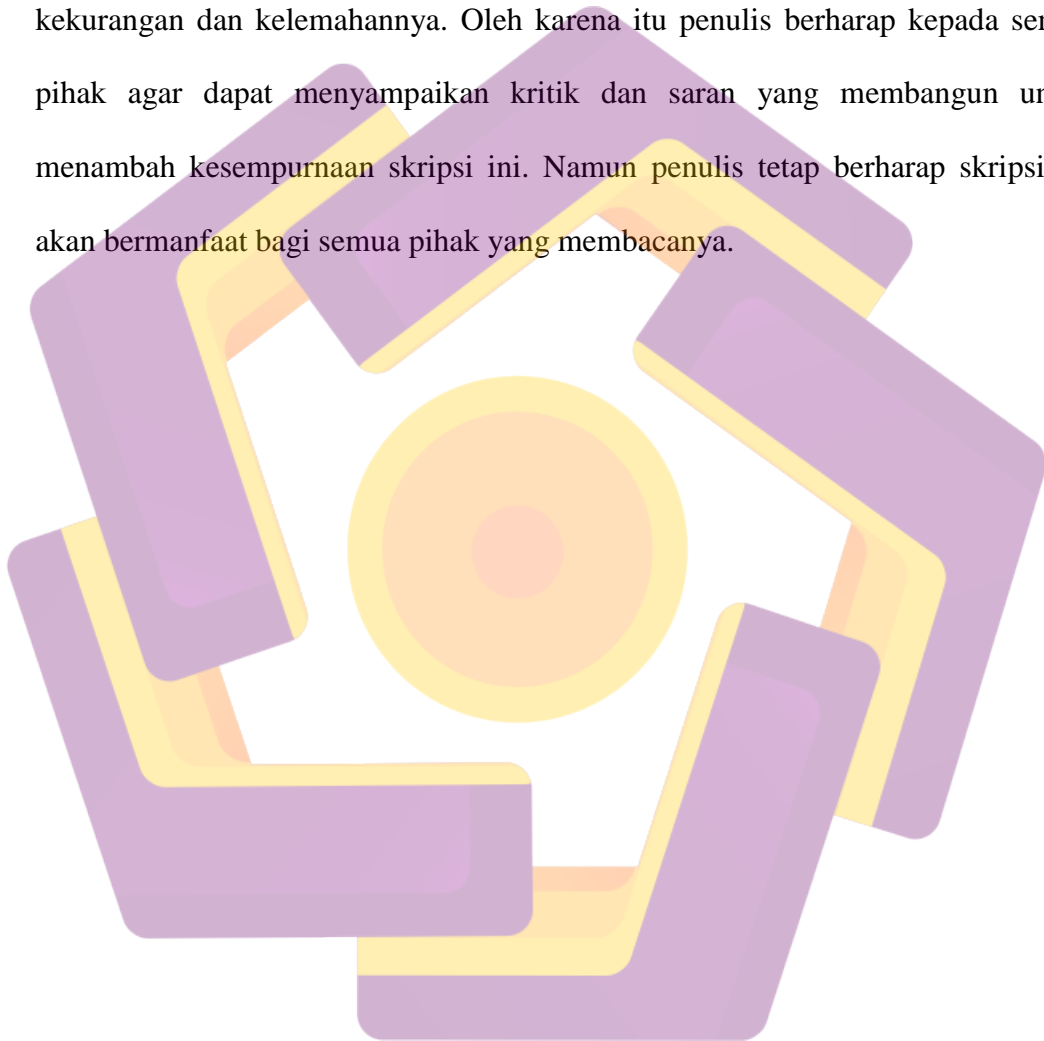 kekurangan dan kelemahannya. Oleh karena itu penulis berharap kepada
pihak agar dapat menyampaikan kritik dan saran yang membangun
menambah kesempurnaan skripsi ini. Namun penulis tetap berharap skripsi
akan bermanfaat bagi semua pihak yang membacanya.